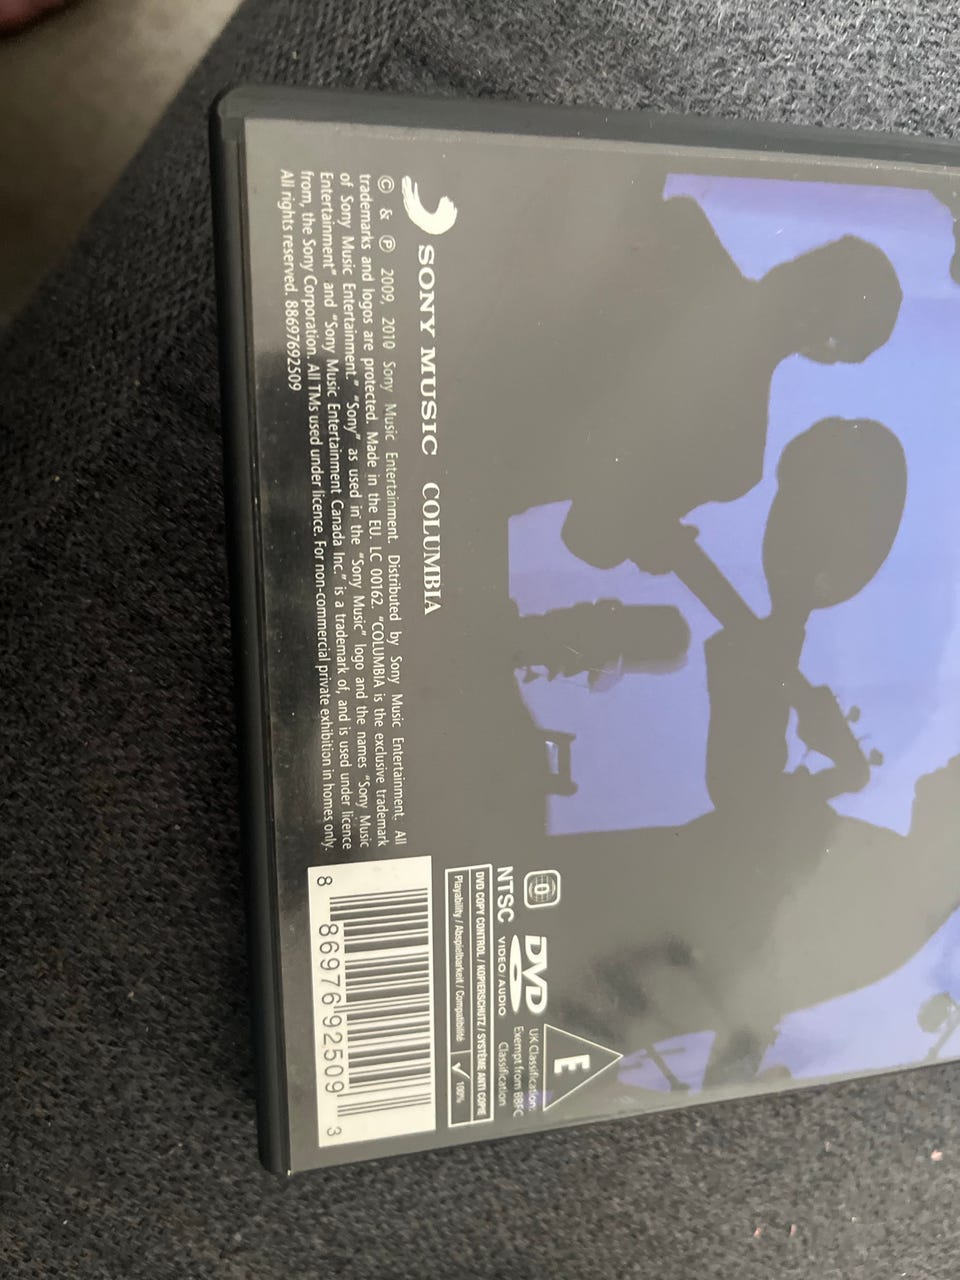 SONY MUSIC COLUMBIA
© & ℗ 2009, 2010 Sony Music Entertainment. Distributed by Sony Music Entertainment. All
trademarks and logos are protected. Made in the EU. LC 00162. "COLUMBIA is the exclusive trademark
of Sony Music Entertainment." "Sony" as used in the "Sony Music" logo and the names "Sony Music
Entertainment" and "Sony Music Entertainment Canada Inc." is a trademark of, and is used under licence
from, the Sony Corporation. All TMs used under licence. For non-commercial private exhibition in homes only.
All rights reserved. 88697692509
0
DVD
NTSC VIDEO/AUDIO
E
UK Classification:
Exempt from BBFC
Classification
DVD COPY CONTROL / KOPIERSCHUTZ / SYSTÈME ANTI COPIE
Playability / Abspielbarkeit / Compatibilité ✓ 100%
8 86976 92509 3